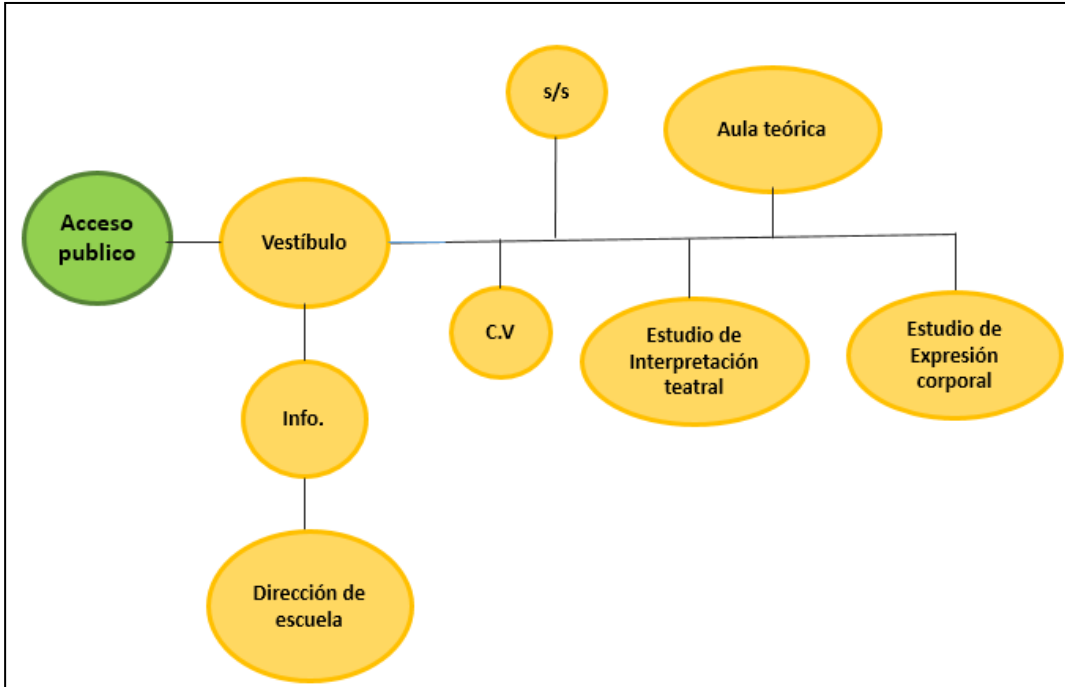 s/s
Aula teórica
Acceso
publico
Vestíbulo
C.V
Estudio de
Interpretación
teatral
Estudio de
Expresión
corporal
Info.
Dirección de
escuela